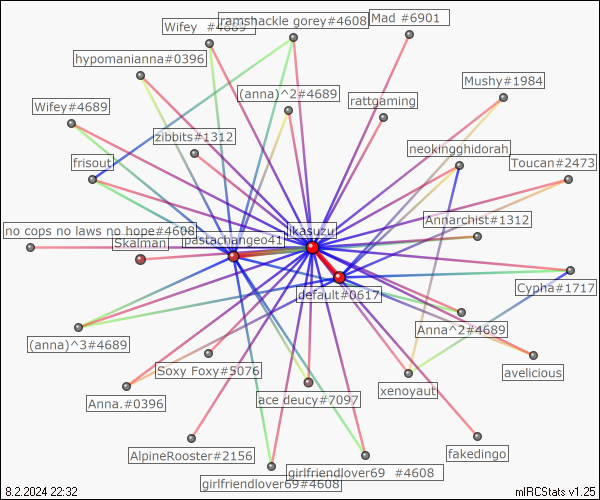 Wifey #4689
ramshackle gorey#4608
Mad #6901
hypomanianna#0396
Mushy#1984
(anna)^2#4689
rattgaming
Wifey#4689
zibbits#1312
neokingghidorah
frisout
Toucan#2473
Annarchist#1312
no cops no laws no hope#4608
ikasuzu
Skalman
pastachangeo41
default#0617
Cypha#1717
Anna^2#4689
(anna)^3#4689
Soxy Foxy#5076
avelicious
xenoyaut
ace deucy#7097
Anna.#0396
AlpineRooster#2156
fakedingo
girlfriendlover69 #4608
girlfriendlover69#4608
8.2.2024 22:32
mIRCStats v1.25